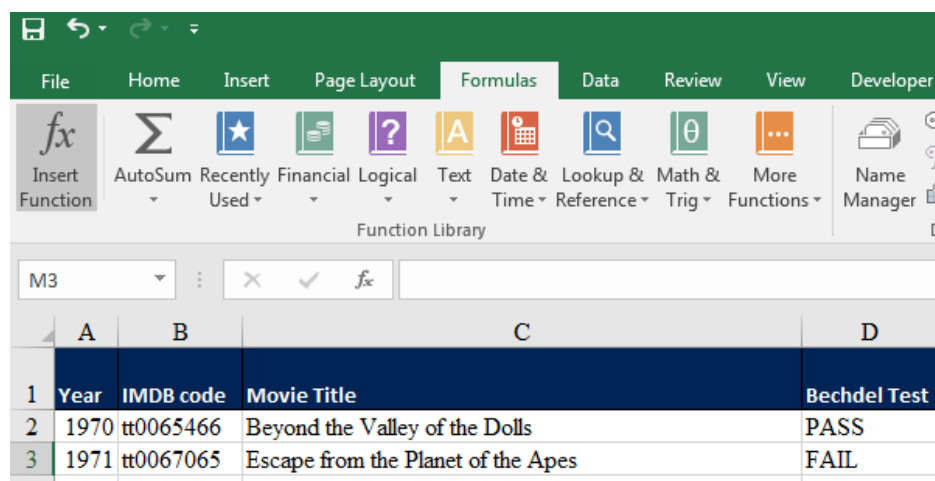 File Home Insert Page Layout Formulas Data Review View Developer
fx Σ ? A θ
Insert Function AutoSum Recently Used Financial Logical Text Date & Time Lookup & Reference Math & Trig More Functions Name Manager
Function Library
M3 fx
A B C D
1 Year IMDB code Movie Title Bechdel Test
2 1970 tt0065466 Beyond the Valley of the Dolls PASS
3 1971 tt0067065 Escape from the Planet of the Apes FAIL